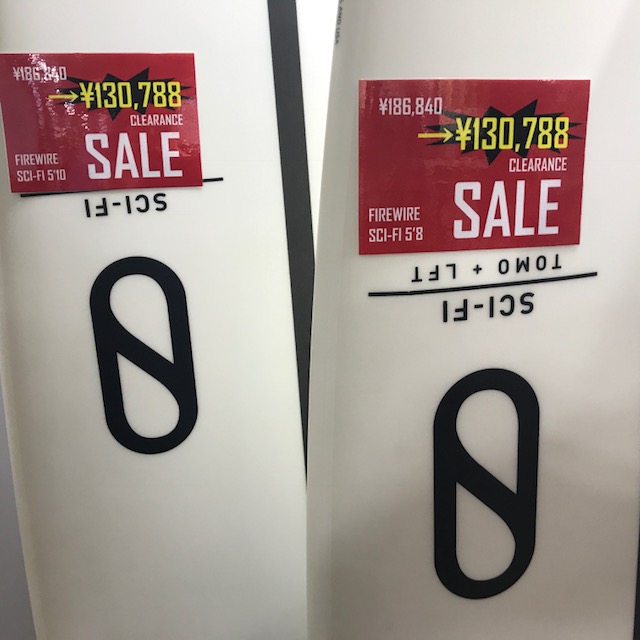 ¥186,840
→¥130,788
CLEARANCE
SALE
FIREWIRE
SCI-FI 5'10
SCI-FI
¥186,840
→¥130,788
CLEARANCE
SALE
FIREWIRE
SCI-FI 5'8
TOMO + LFT
SCI-FI